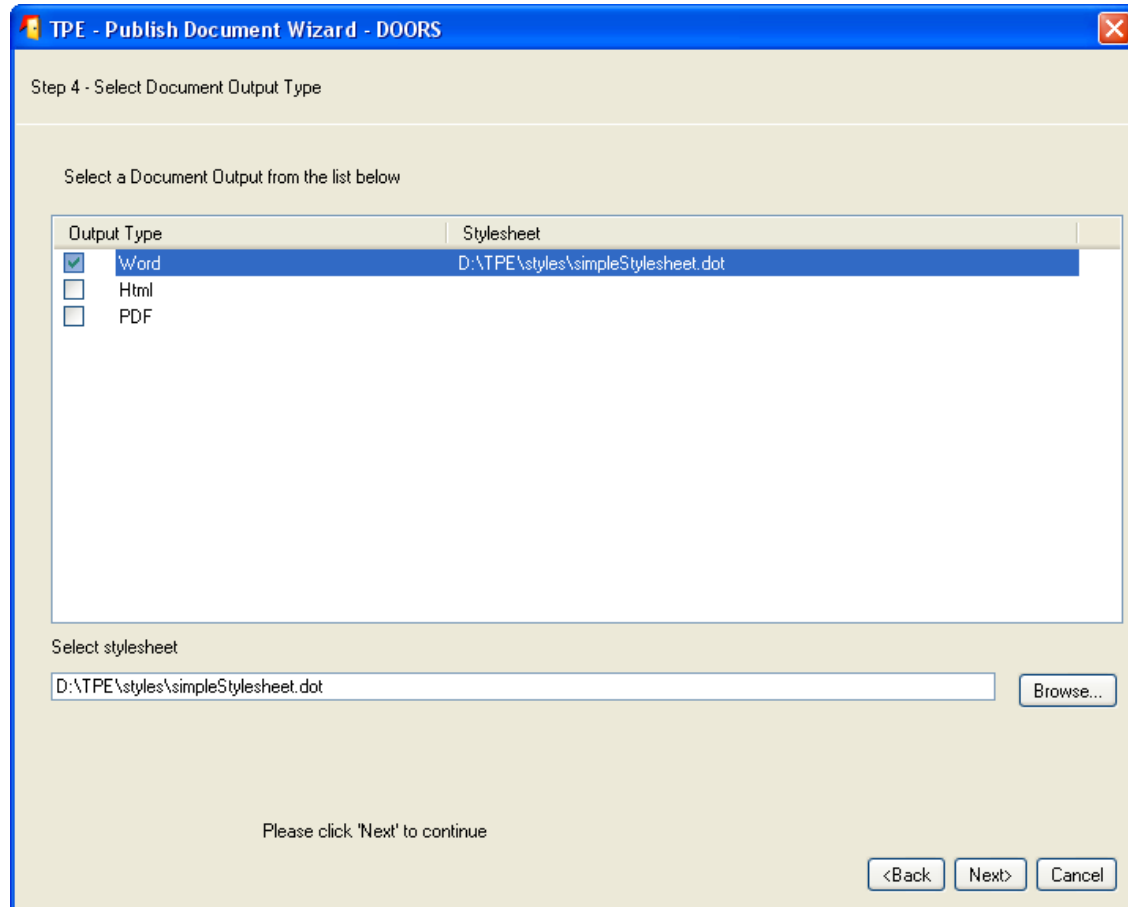 TPE - Publish Document Wizard - DOORS
Step 4 - Select Document Output Type
Select a Document Output from the list below
Output Type Stylesheet
Word D:\TPE\styles\simpleStylesheet.dot
Html
PDF
Select stylesheet
D:\TPE\styles\simpleStylesheet.dot Browse...
Please click 'Next' to continue
<Back Next> Cancel